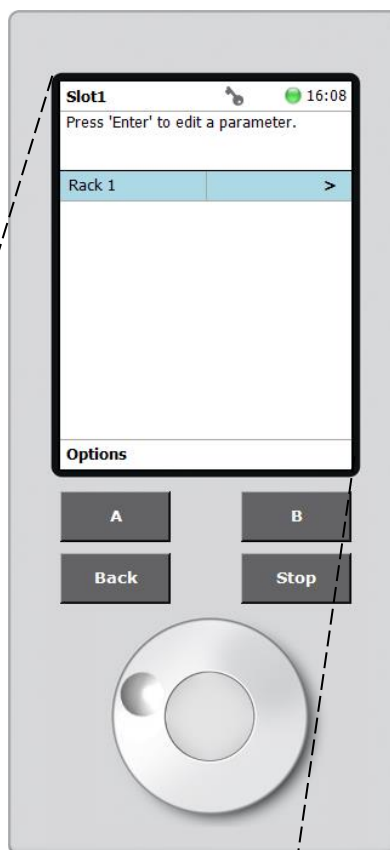 Slot1 16:08
Press 'Enter' to edit a parameter.
Rack 1 >
Options
A B
Back Stop